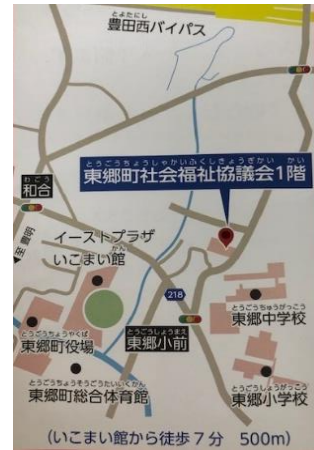 とよたにし
豊田西バイパス
とうごうちょうしゃかいふくしきょうぎかい かい
東郷町社会福祉協議会1階
わごう
和合
至 豊明
イーストプラザ
いこまい館
かん
218
とうごうちゅうがっこう
東郷中学校
とうごうちょうやくば
東郷町役場
とうごうしょうまえ
東郷小前
とうごうちょうそうごうたいいくかん
東郷町総合体育館
とうごうしょうがっこう
東郷小学校
(いこまい館から徒歩7分 500m)